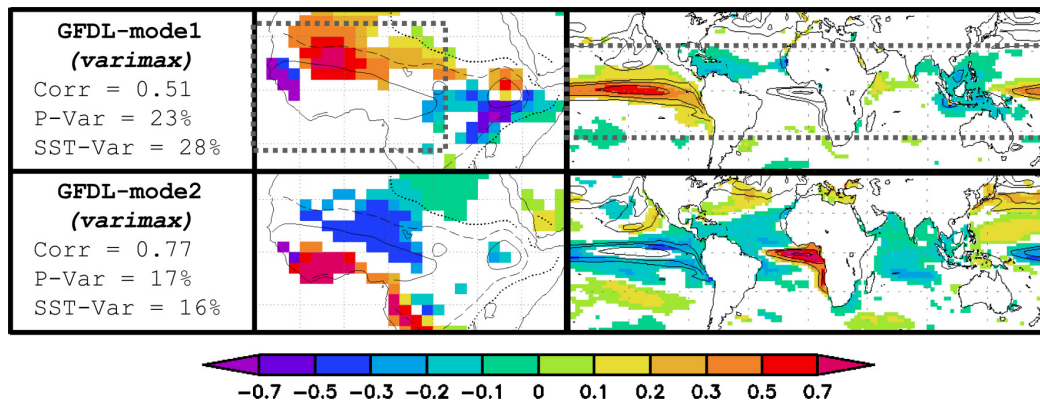 GFDL-mode1
(varimax)
Corr = 0.51
P-Var = 23%
SST-Var = 28%
GFDL-mode2
(varimax)
Corr = 0.77
P-Var = 17%
SST-Var = 16%
-0.7 -0.5 -0.3 -0.2 -0.1 0 0.1 0.2 0.3 0.5 0.7